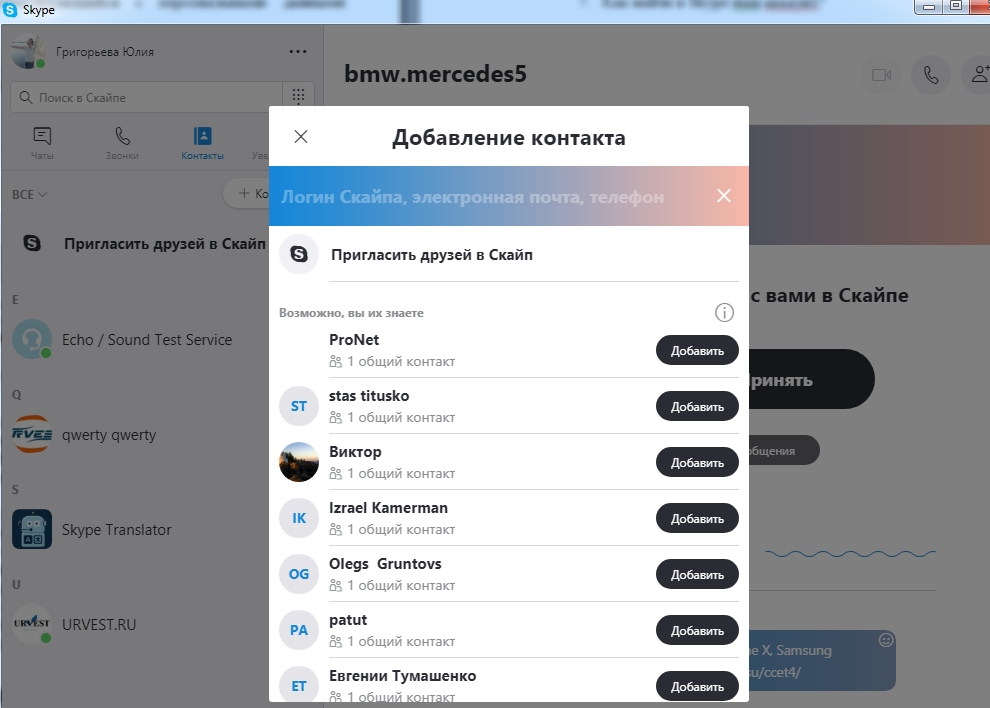 Skype
Григорьева Юлия
Поиск в Скайпе
Чаты
Звонки
Контакты
Уве
ВСЕ
+ Ко
Пригласить друзей в Скайп
E
Echo / Sound Test Service
Q
qwerty qwerty
S
Skype Translator
U
URVEST
URVEST.RU
bmw.mercedes5
с вами в Скайпе
ринять
общения
ne X, Samsung
su/ccet4/
Добавление контакта
Логин Скайпа, электронная почта, телефон
Пригласить друзей в Скайп
Возможно, вы их знаете
ProNet
1 общий контакт
Добавить
ST
stas titusko
1 общий контакт
Добавить
Виктор
1 общий контакт
Добавить
IK
Izrael Kamerman
1 общий контакт
Добавить
OG
Olegs Gruntovs
1 общий контакт
Добавить
PA
patut
1 общий контакт
Добавить
ЕТ
Евгении Тумашенко
1 общий контакт
Добавить